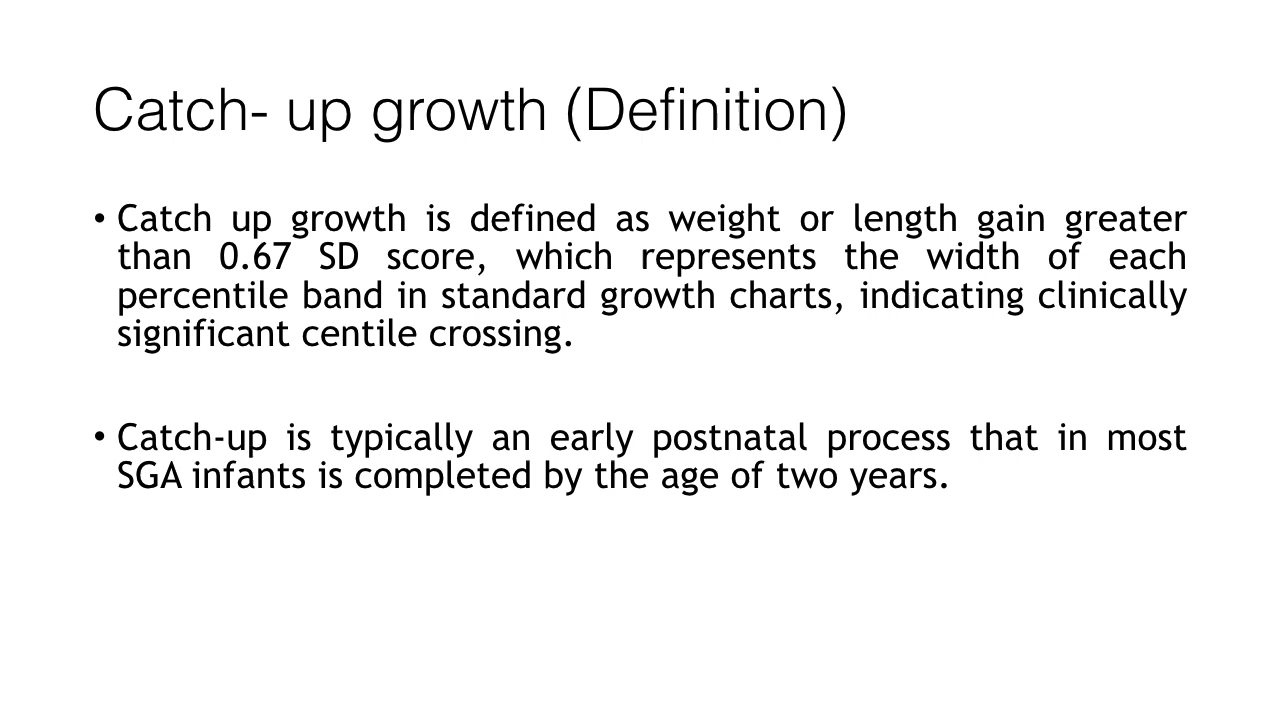 Catch- up growth (Definition)
• Catch up growth is defined as weight or length gain greater
than 0.67 SD score, which represents the width of each
percentile band in standard growth charts, indicating clinically
significant centile crossing.
• Catch-up is typically an early postnatal process that in most
SGA infants is completed by the age of two years.